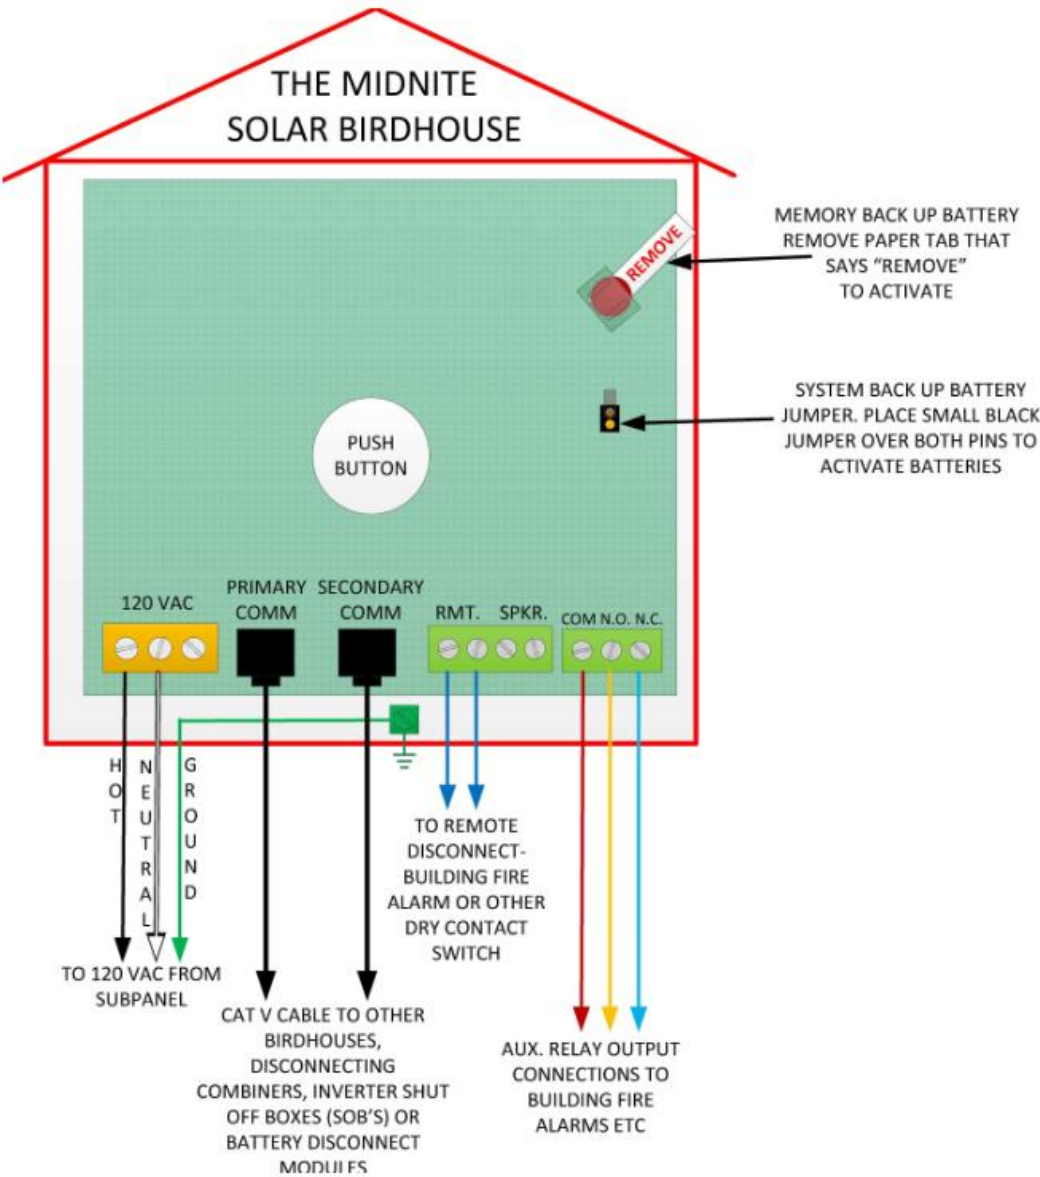 THE MIDNITE
SOLAR BIRDHOUSE
REMOVE
MEMORY BACK UP BATTERY
REMOVE PAPER TAB THAT
SAYS “REMOVE”
TO ACTIVATE
SYSTEM BACK UP BATTERY
JUMPER. PLACE SMALL BLACK
JUMPER OVER BOTH PINS TO
ACTIVATE BATTERIES
PUSH
BUTTON
120 VAC
PRIMARY
COMM
SECONDARY
COMM
RMT. SPKR.
COM N.O. N.C.
HOT
NEUTRAL
GROUND
TO 120 VAC FROM
SUBPANEL
CAT V CABLE TO OTHER
BIRDHOUSES,
DISCONNECTING
COMBINERS, INVERTER SHUT
OFF BOXES (SOB'S) OR
BATTERY DISCONNECT
MODULES
TO REMOTE
DISCONNECT-
BUILDING FIRE
ALARM OR OTHER
DRY CONTACT
SWITCH
AUX. RELAY OUTPUT
CONNECTIONS TO
BUILDING FIRE
ALARMS ETC